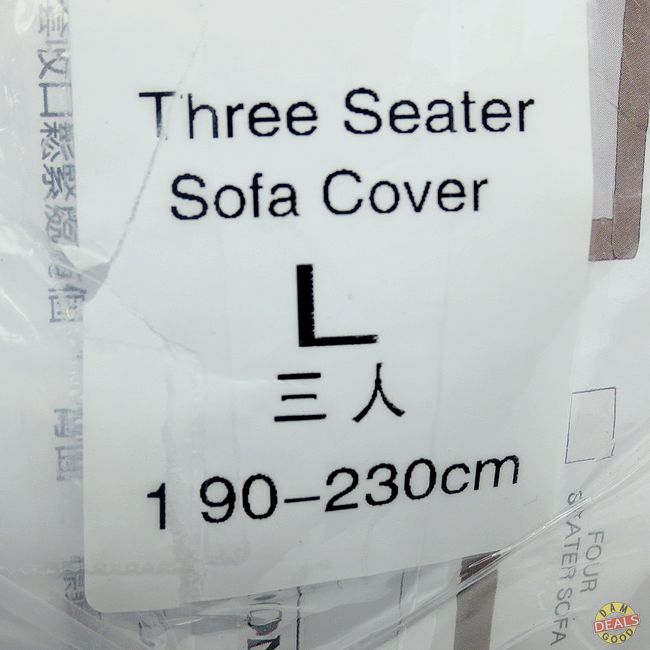 Three Seater
Sofa Cover
L
三人
190-230cm
FOUR
SEATER SOFA
DAM
DEALS
GOOD